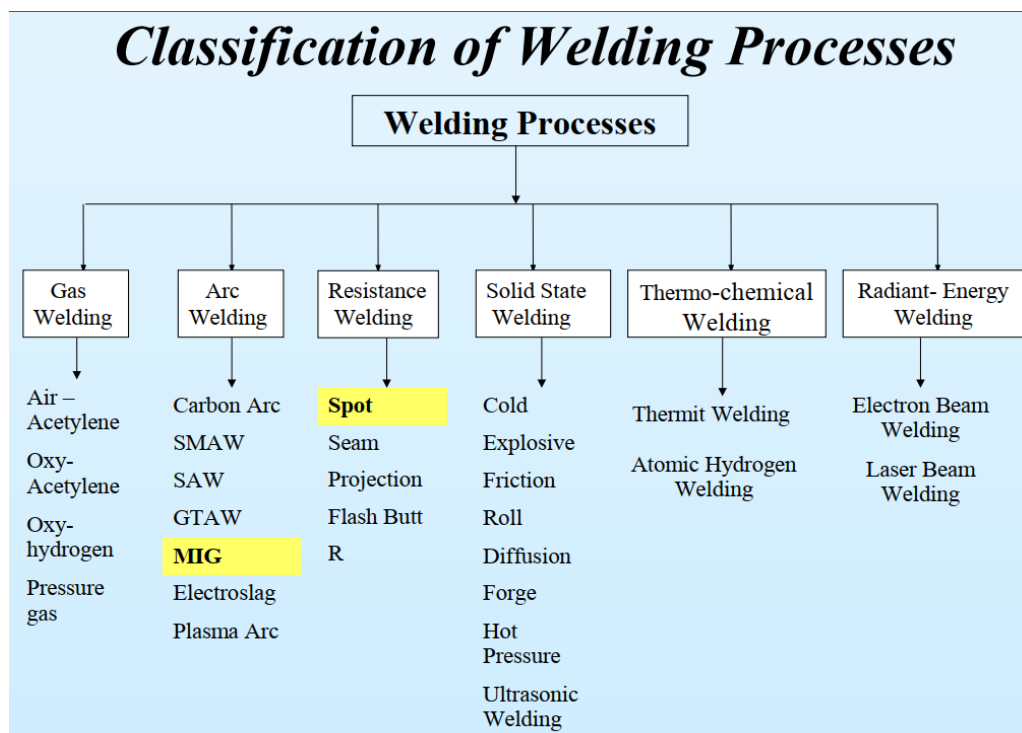 Classification of Welding Processes
Welding Processes
Gas
Welding
Arc
Welding
Resistance
Welding
Solid State
Welding
Thermo-chemical
Welding
Radiant- Energy
Welding
Air –
Acetylene
Oxy-
Acetylene
Oxy-
hydrogen
Pressure
gas
Carbon Arc
SMAW
SAW
GTAW
MIG
Electroslag
Plasma Arc
Spot
Seam
Projection
Flash Butt
R
Cold
Explosive
Friction
Roll
Diffusion
Forge
Hot
Pressure
Ultrasonic
Welding
Thermit Welding
Atomic Hydrogen
Welding
Electron Beam
Welding
Laser Beam
Welding